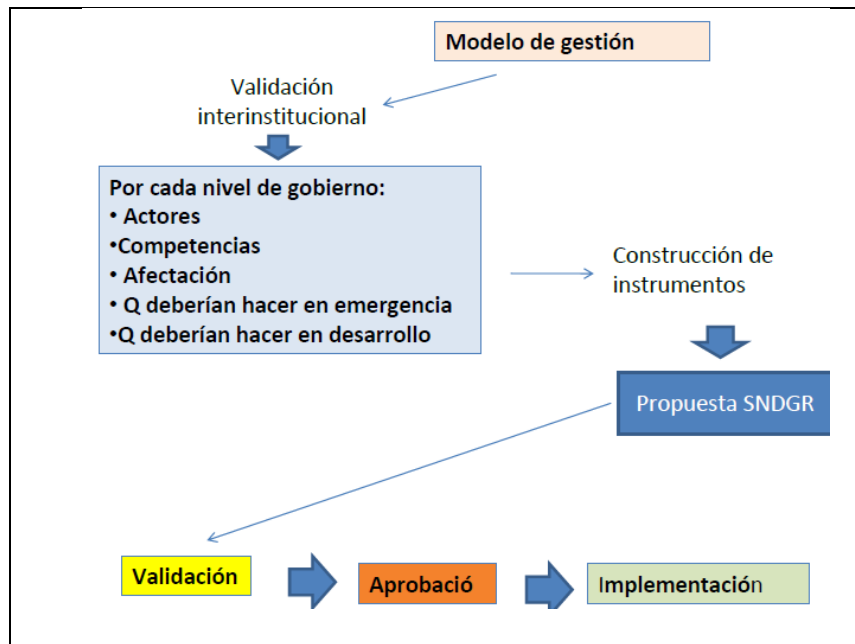 Modelo de gestión
Validación
interinstitucional
Por cada nivel de gobierno:
• Actores
•Competencias
• Afectación
• Q deberían hacer en emergencia
•Q deberían hacer en desarrollo
Construcción de
instrumentos
Propuesta SNDGR
Validación
Aprobació
Implementación